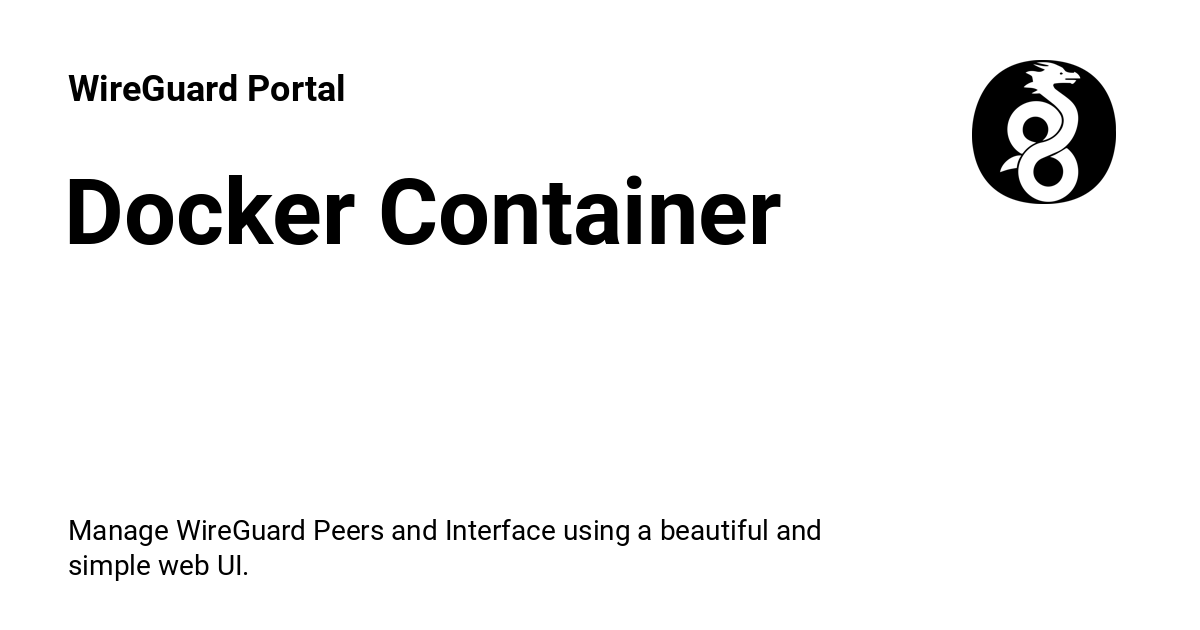 WireGuard Portal
Docker Container
Manage WireGuard Peers and Interface using a beautiful and
simple web UI.